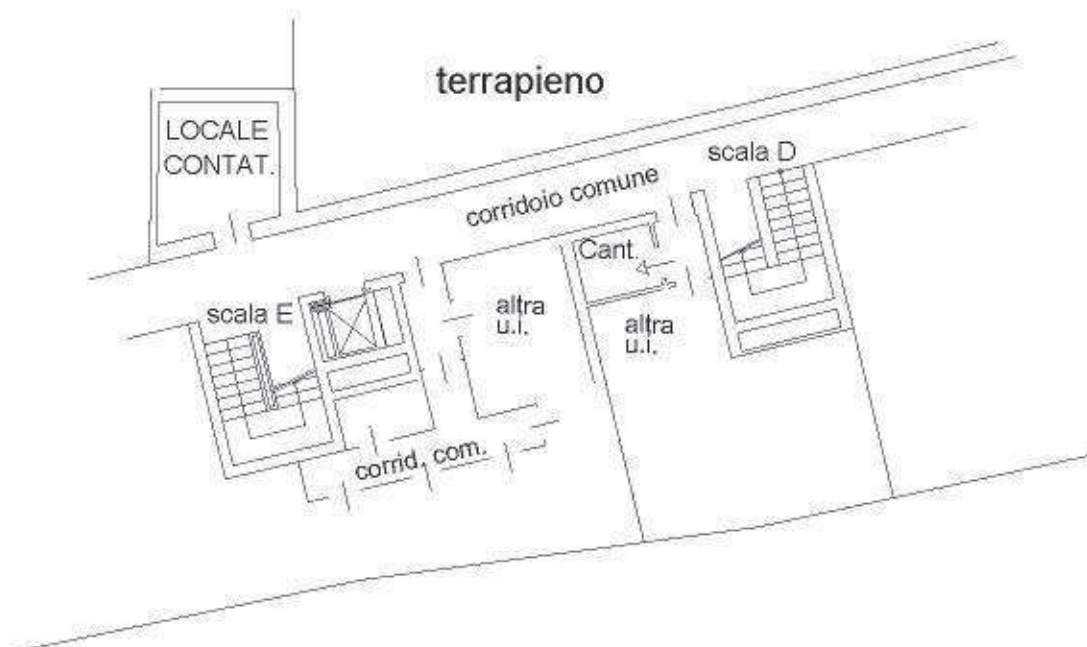 terrapieno
LOCALE
CONTAT.
scala D
corridoio comune
Cant.
scala E
altra
u.i.
altra
u.i.
corrid. com.